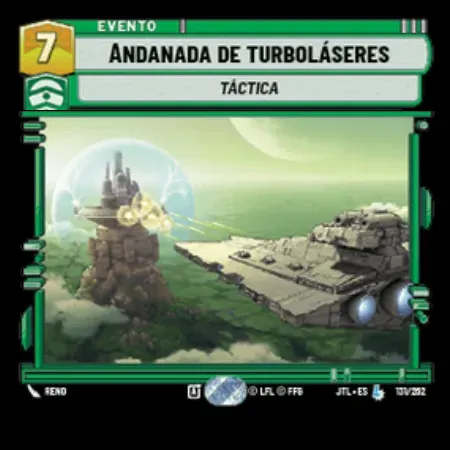 EVENTO
7
ANDANADA DE TURBOLÁSERES
TÁCTICA
RENO
A
© LFL © FFG
JTL • ES
131/262